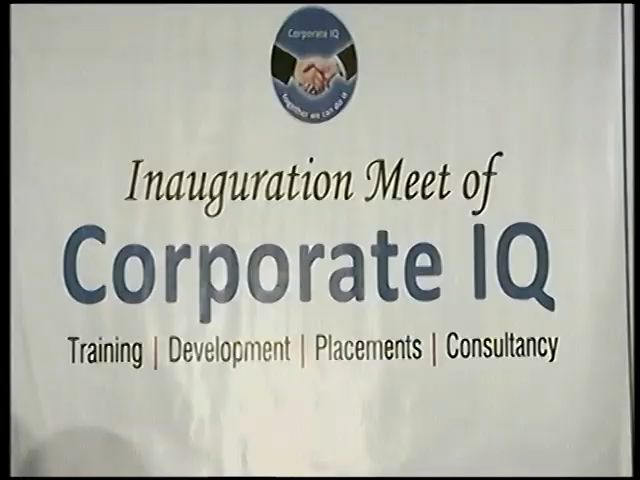 Corporate IQ
together we can do it
Inauguration Meet of
Corporate IQ
Training | Development | Placements | Consultancy